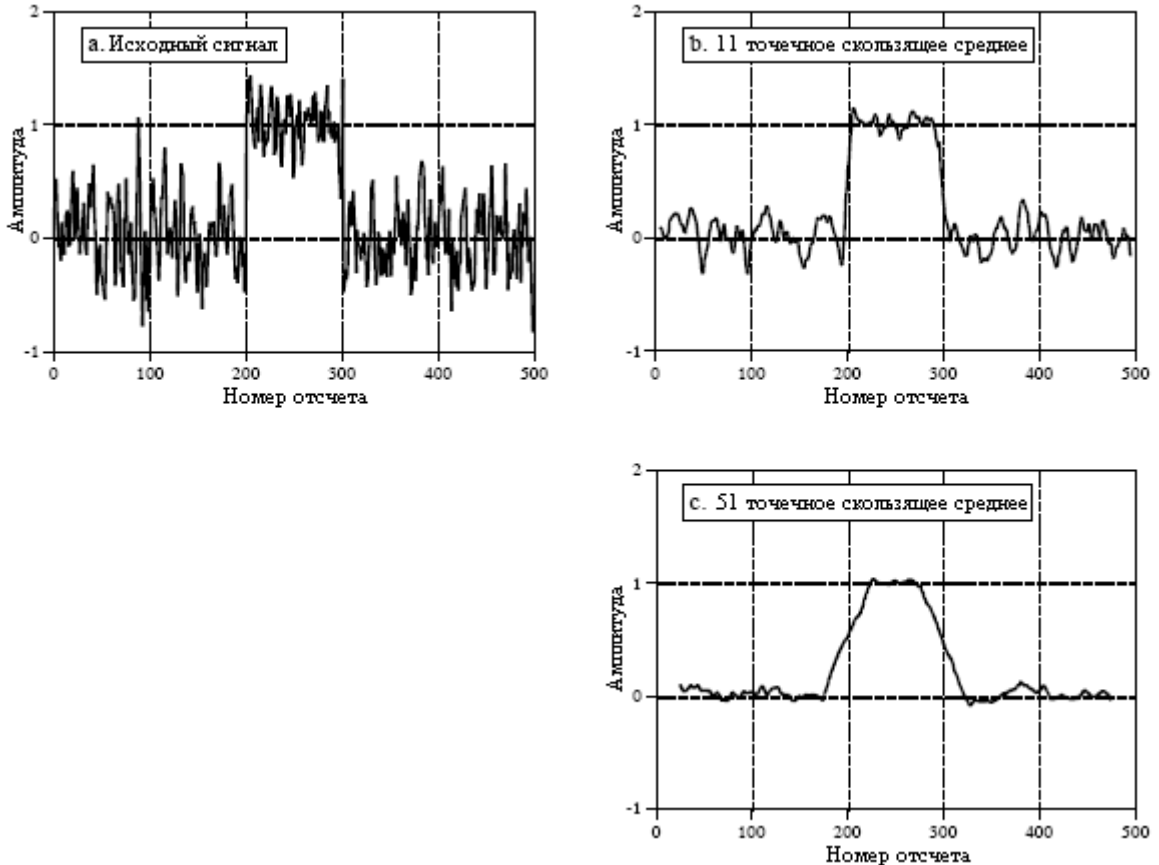 a. Исходный сигнал
2
1
0
-1
Амплитуда
0 100 200 300 400 500
Номер отсчета
b. 11 точечное скользящее среднее
2
1
0
-1
Амплитуда
0 100 200 300 400 500
Номер отсчета
c. 51 точечное скользящее среднее
2
1
0
-1
Амплитуда
0 100 200 300 400 500
Номер отсчета